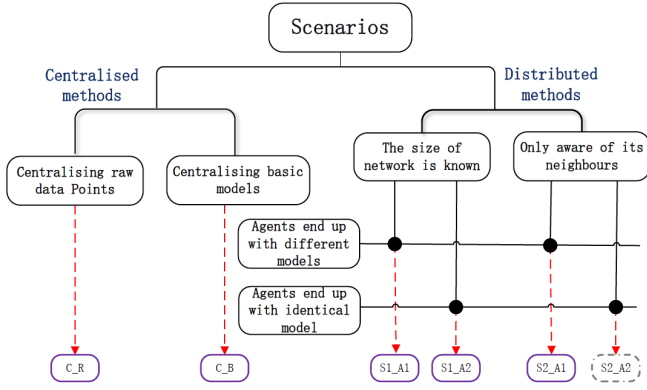 Scenarios
Centralised
methods
Distributed
methods
Centralising raw
data Points
Centralising basic
models
The size of
network is known
Only aware of its
neighbours
Agents end up
with different
models
Agents end up
with identical
model
C_R
C_B
S1_A1
S1_A2
S2_A1
S2_A2